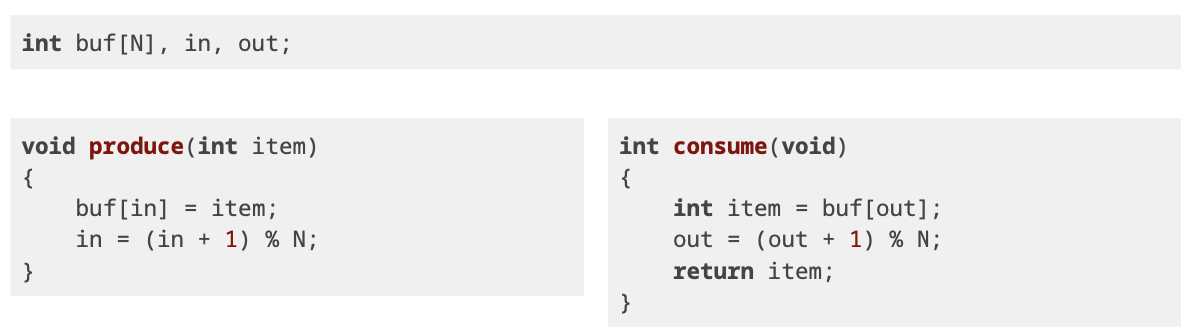 int buf[N], in, out;
void produce(int item)
{
    buf[in] = item;
    in = (in + 1) % N;
}
int consume(void)
{
    int item = buf[out];
    out = (out + 1) % N;
    return item;
}